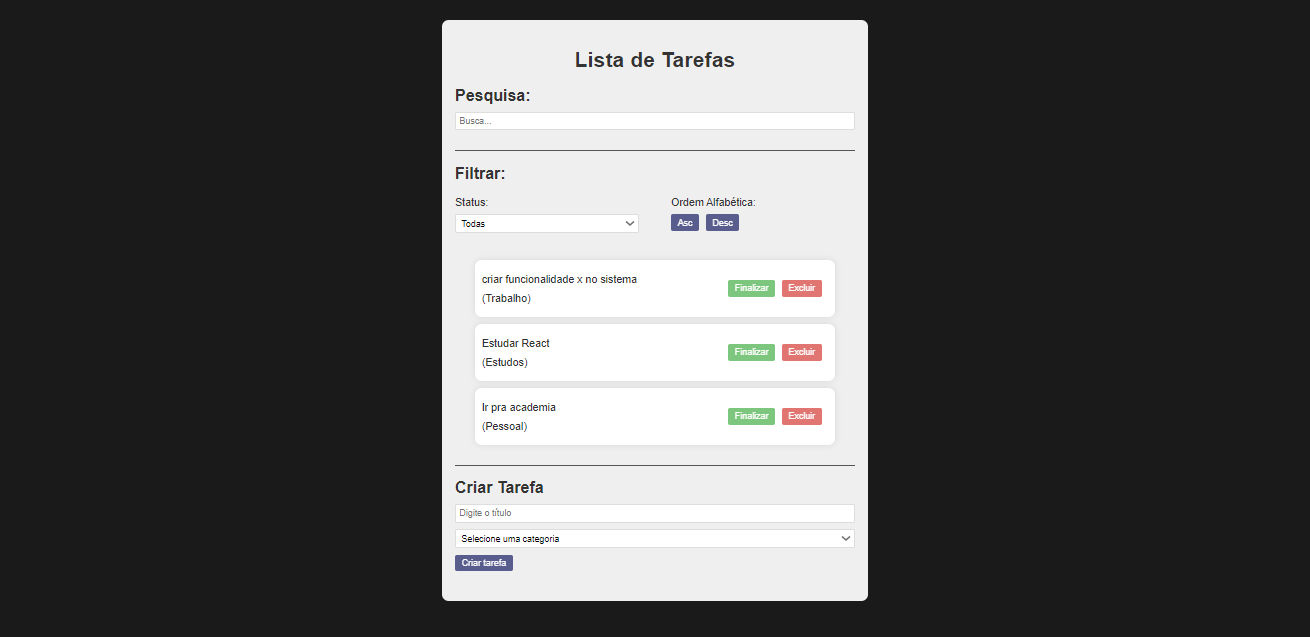 Lista de Tarefas
Pesquisa:
Busca...
Filtrar:
Status:
Todas
Ordem Alfabética:
Asc Desc
criar funcionalidade x no sistema
(Trabalho)
Finalizar Excluir
Estudar React
(Estudos)
Finalizar Excluir
Ir pra academia
(Pessoal)
Finalizar Excluir
Criar Tarefa
Digite o título
Selecione uma categoria
Criar tarefa